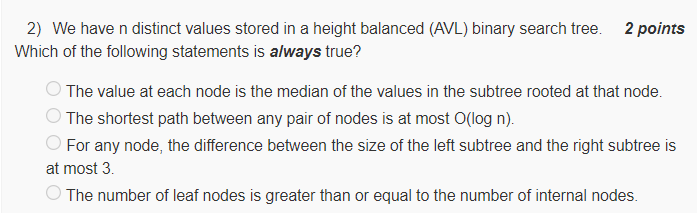 2) We have n distinct values stored in a height balanced (AVL) binary search tree. 2 points
Which of the following statements is always true?
The value at each node is the median of the values in the subtree rooted at that node.
The shortest path between any pair of nodes is at most O(log n).
For any node, the difference between the size of the left subtree and the right subtree is
at most 3.
The number of leaf nodes is greater than or equal to the number of internal nodes.